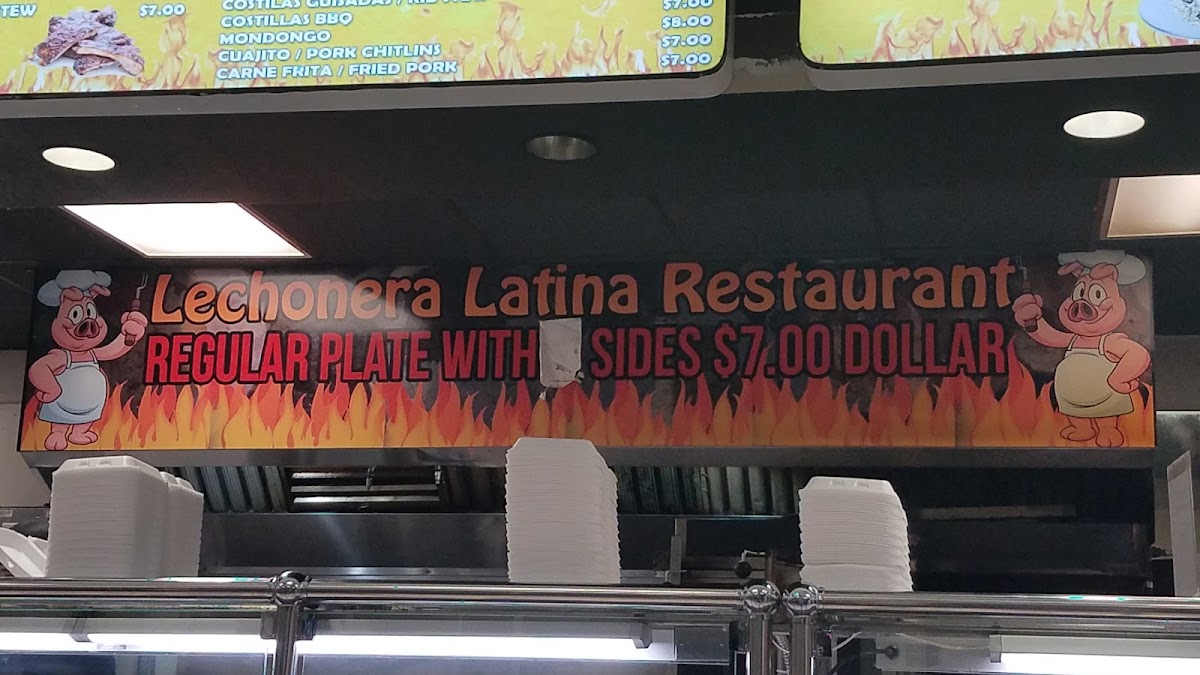 TEW $7.00
COSTILLAS BBQ $8.00
MONDONGO $7.00
CUAJITO / PORK CHITLINS $7.00
CARNE FRITA / FRIED PORK
Lechonera Latina Restaurant
REGULAR PLATE WITH SIDES $7.00 DOLLAR